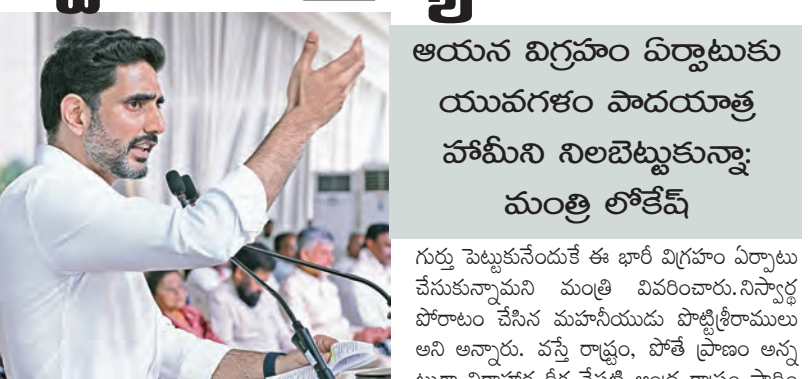 ఆయన విగ్రహం ఏర్పాటుకు
యువగళం పాదయాత్ర
హామీని నిలబెట్టుకున్నా:
మంత్రి లోకేష్
గుర్తు పెట్టుకునేందుకే ఈ భారీ విగ్రహం ఏర్పాటు
చేసుకున్నామని మంత్రి వివరించారు.నిస్వార్థ
పోరాటం చేసిన మహనీయుడు పొట్టిశ్రీరాములు
అని అన్నారు. వస్తే రాష్ట్రం, పోతే ప్రాణం అన్న